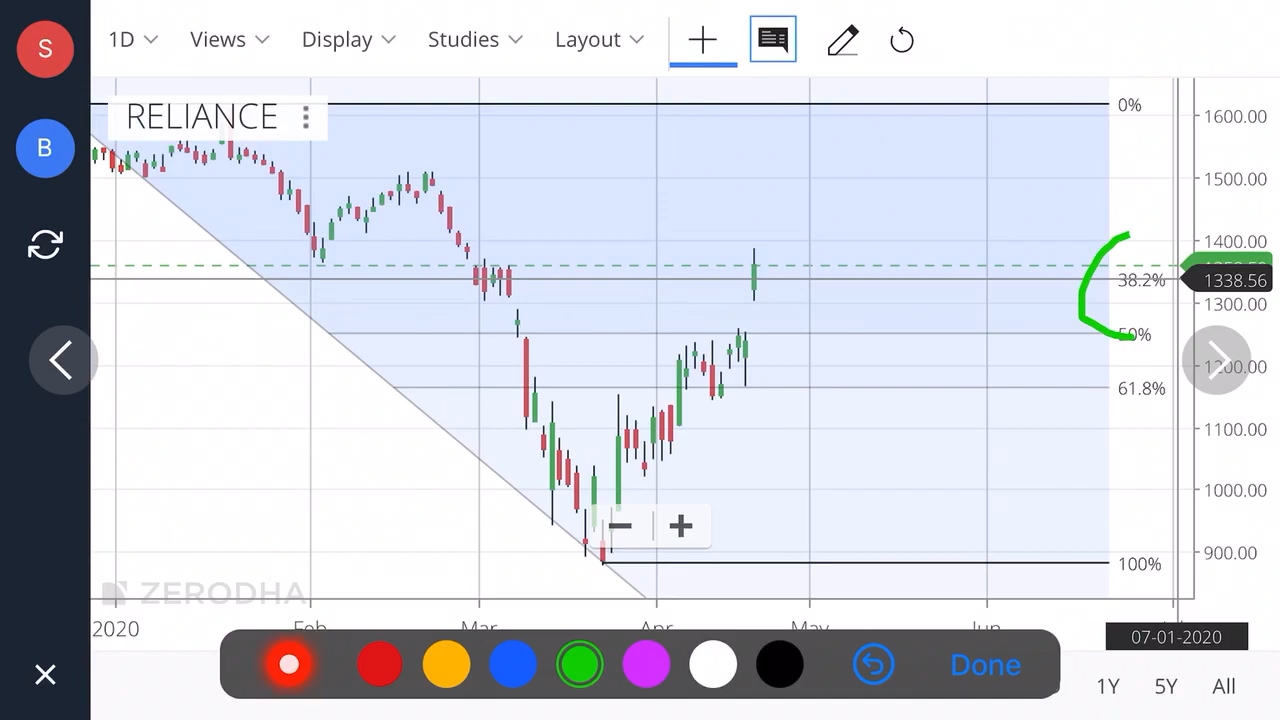 S
1D Views Display Studies Layout
RELIANCE
B
0%
1600.00
1500.00
1400.00
38.2%
1338.56
1300.00
50%
1200.00
61.8%
1100.00
1000.00
100%
900.00
ZERODHA
2020 Feb Mar Apr May Jun
07-01-2020
Done
1Y 5Y All